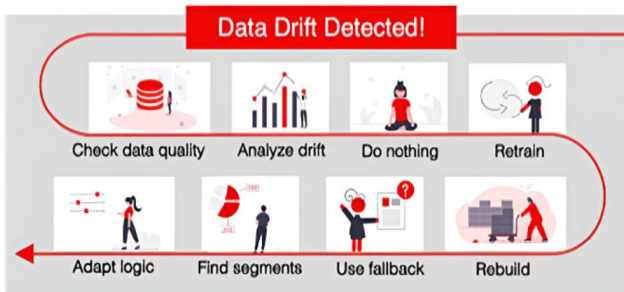 Data Drift Detected!
Check data quality
Analyze drift
Do nothing
Retrain
Adapt logic
Find segments
Use fallback
Rebuild
?